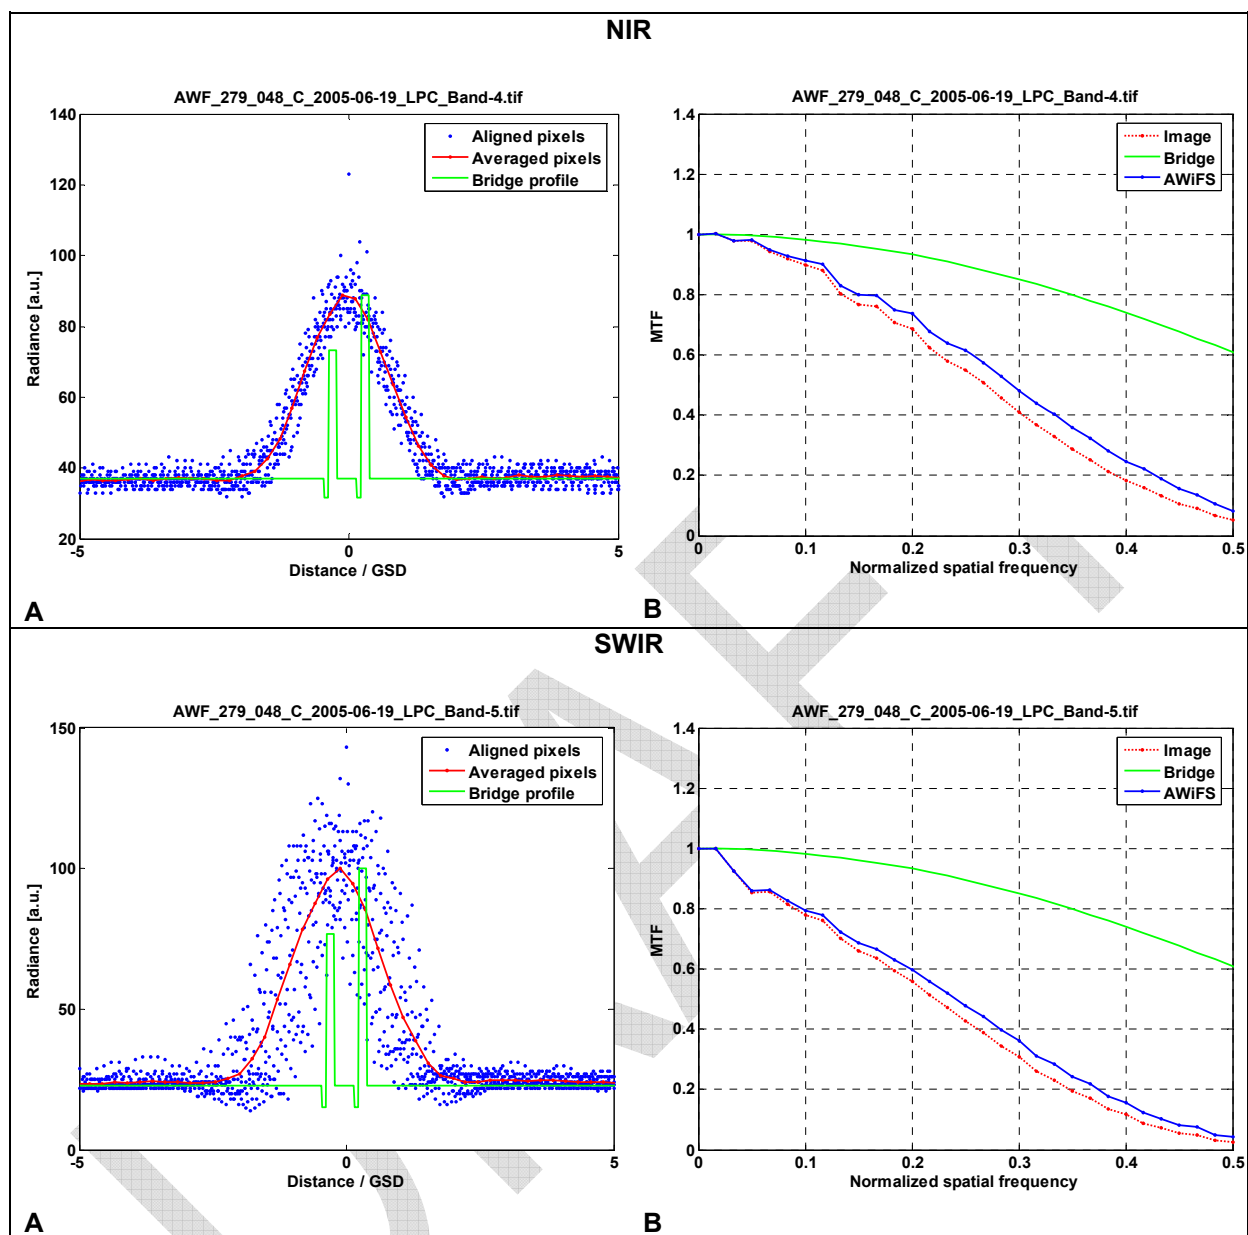 NIR
AWF_279_048_C_2005-06-19_LPC_Band-4.tif
140
120
100
80
60
40
20
-5
0
5
Radiance [a.u.]
Distance / GSD
Aligned pixels
Averaged pixels
Bridge profile
A
AWF_279_048_C_2005-06-19_LPC_Band-4.tif
1.4
1.2
1
0.8
0.6
0.4
0.2
0
0
0.1
0.2
0.3
0.4
0.5
MTF
Normalized spatial frequency
Image
Bridge
AWiFS
B
SWIR
AWF_279_048_C_2005-06-19_LPC_Band-5.tif
150
100
50
0
-5
0
5
Radiance [a.u.]
Distance / GSD
Aligned pixels
Averaged pixels
Bridge profile
A
AWF_279_048_C_2005-06-19_LPC_Band-5.tif
1.4
1.2
1
0.8
0.6
0.4
0.2
0
0
0.1
0.2
0.3
0.4
0.5
MTF
Normalized spatial frequency
Image
Bridge
AWiFS
B